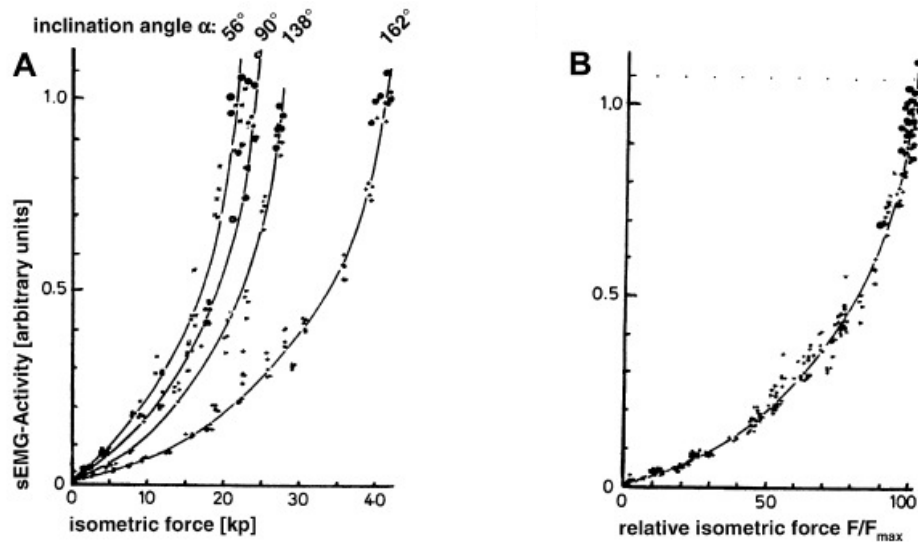 inclination angle α: 56° 90° 138° 162°
A
B
1.0
0.5
0
sEMG-Activity [arbitrary units]
0 10 20 30 40
isometric force [kp]
1.0
0.5
0
0 50 100
relative isometric force F/Fmax